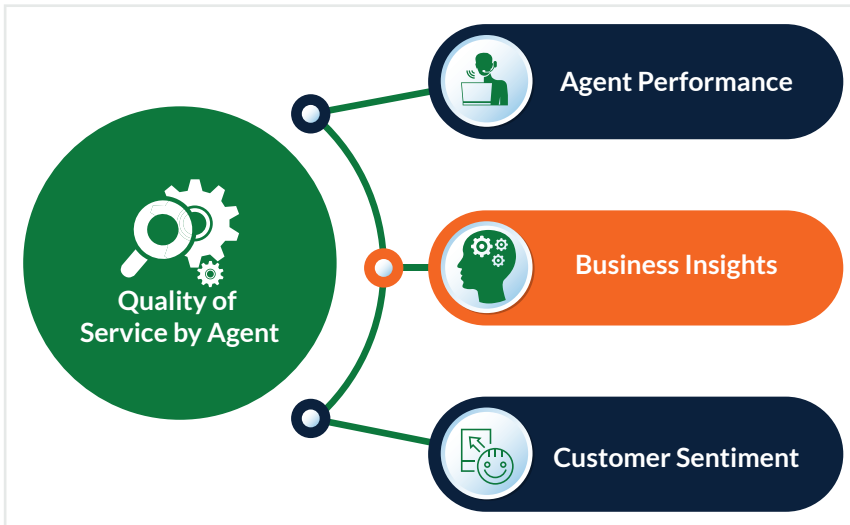 Agent Performance
Quality of
Service by Agent
Business Insights
Customer Sentiment